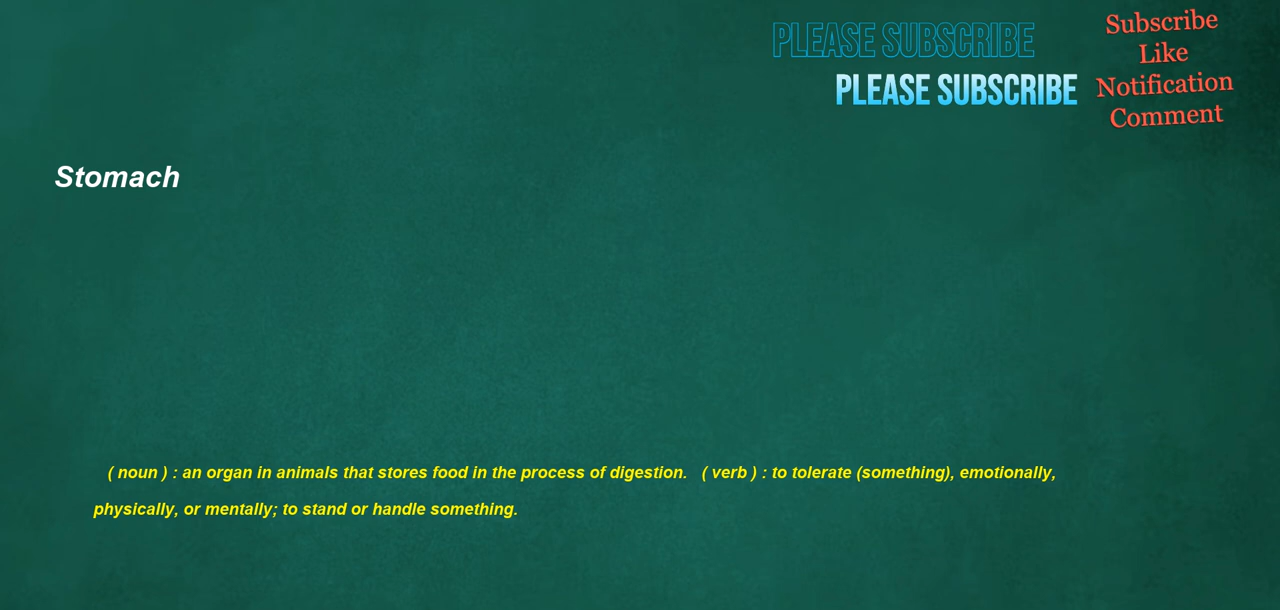 PLEASE SUBSCRIBE
PLEASE SUBSCRIBE
Subscribe
Like
Notification
Comment
Stomach
( noun ) : an organ in animals that stores food in the process of digestion. ( verb ) : to tolerate (something), emotionally,
physically, or mentally; to stand or handle something.